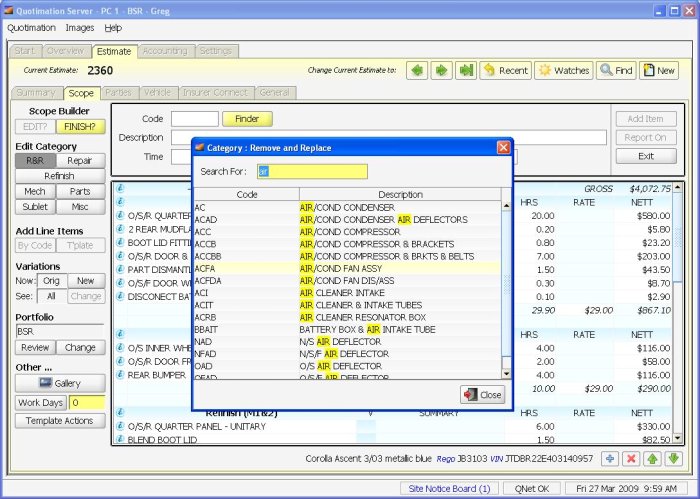 Quotimation Server - PC 1 - BSR - Greg
Quotimation Images Help
Start Overview Estimate Accounting Settings
Current Estimate: 2360 Change Current Estimate to: Recent Watches Find New
Summary Scope Parties Vehicle Insurer Connect General
Scope Builder
EDIT? FINISH?
Edit Category
R&R Repair
Refinish
Mech Parts
Sublet Misc
Add Line Items
By Code T'plate
Variations
Now: Orig New
See: All Change
Portfolio
BSR
Review Change
Other ...
Gallery
Work Days 0
Template Actions
Code Finder Add Item
Description Report On
Time Exit
Category : Remove and Replace
Search For: air
Code Description
AC AIR/COND CONDENSER
ACAD AIR/COND CONDENSER AIR DEFLECTORS
ACC AIR/COND COMPRESSOR
ACCB AIR/COND COMPRESSOR & BRACKETS
ACCBB AIR/COND COMPRESSOR & BRKTS & BELTS
ACFA AIR/COND FAN ASSY
ACFDA AIR/COND FAN DIS/ASS
ACI AIR CLEANER INTAKE
ACIT AIR CLEANER & INTAKE TUBES
ACRB AIR CLEANER RESONATOR BOX
BBAIT BATTERY BOX & AIR INTAKE TUBE
NAD N/S AIR DEFLECTOR
NFAD N/S/F AIR DEFLECTOR
OAD O/S AIR DEFLECTOR
OFAD O/S/F AIR DEFLECTOR
Close
GROSS $4,072.75
HRS RATE NETT
O/S/R QUARTER 20.00 $580.00
2 REAR MUDFLA 0.20 $5.80
BOOT LID FITTI 0.80 $23.20
O/S/R DOOR & 7.00 $203.00
PART DISMANTL 1.50 $43.50
O/S/F DOOR W 0.30 $8.70
DISCONECT BAT 0.10 $2.90
29.90 $29.00 $867.10
HRS RATE NETT
O/S INNER WHE 4.00 $116.00
O/S/R DOOR FR 2.00 $58.00
REAR BUMPER 4.00 $116.00
10.00 $29.00 $290.00
Refinish (M1&2) V SUMMARY HRS RATE NETT
O/S/R QUARTER PANEL - UNITARY 6.00 $330.00
BLEND BOOT LID 1.50 $82.50
Corolla Ascent 3/03 metallic blue Rego JB3103 VIN JTDBR22E403140957
Site Notice Board (1) QNet OK Fri 27 Mar 2009 9:59 AM